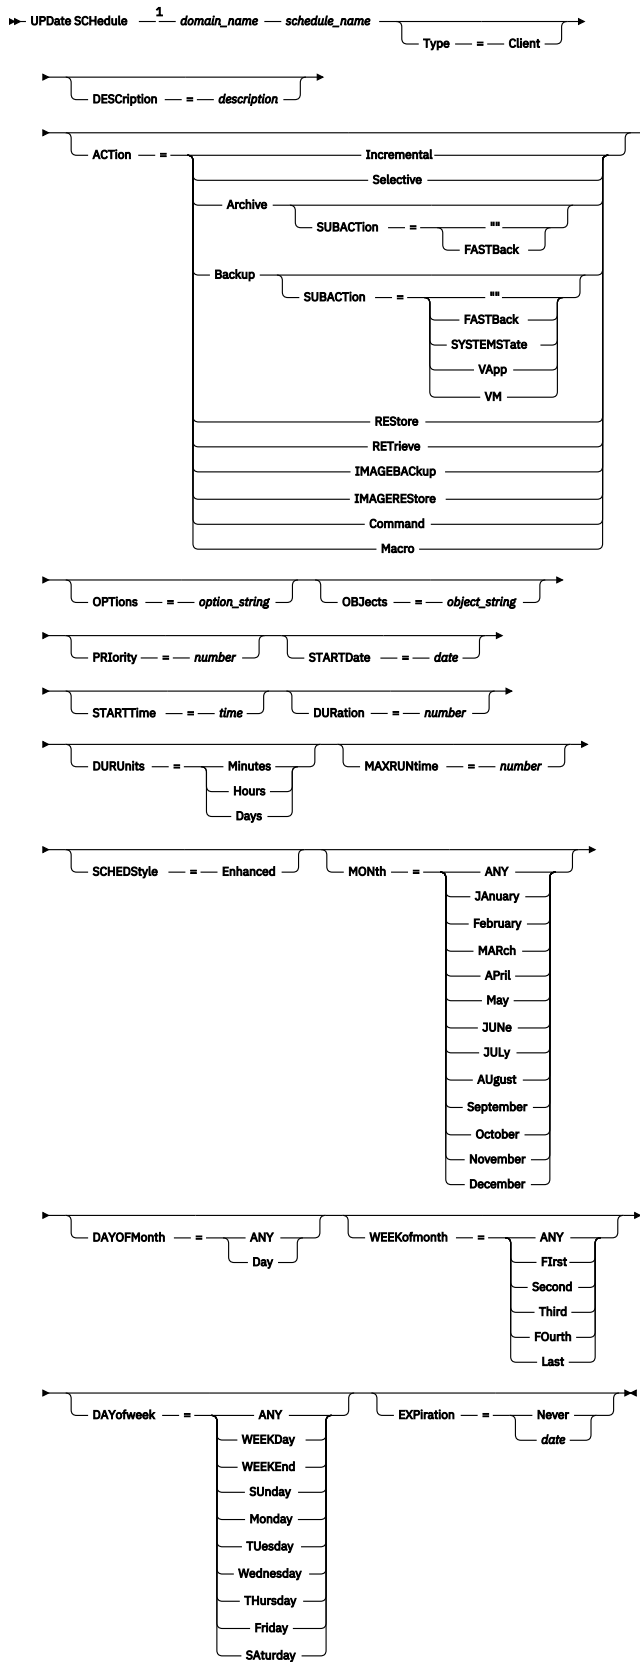 1
UPDate SCHedule domain_name schedule_name
Type = Client
DESCription = description
ACTion = Incremental
Selective
Archive
SUBACTion = ""
FASTBack
Backup
SUBACTion = ""
FASTBack
SYSTEMSTate
VApp
VM
REStore
RETrieve
IMAGEBACkup
IMAGEREStore
Command
Macro
OPTions = option_string OBJects = object_string
PRIority = number STARTDate = date
STARTTime = time DURation = number
DURUnits = Minutes MAXRUNtime = number
Hours
Days
SCHEDStyle = Enhanced MONth = ANY
JAnuary
February
MARch
APril
May
JUNe
JULy
AUgust
September
October
November
December
DAYOFMonth = ANY WEEKofmonth = ANY
Day FIrst
Second
Third
FOurth
Last
DAYofweek = ANY EXPiration = Never
WEEKDay date
WEEKEnd
SUnday
Monday
TUesday
Wednesday
THursday
Friday
SAturday